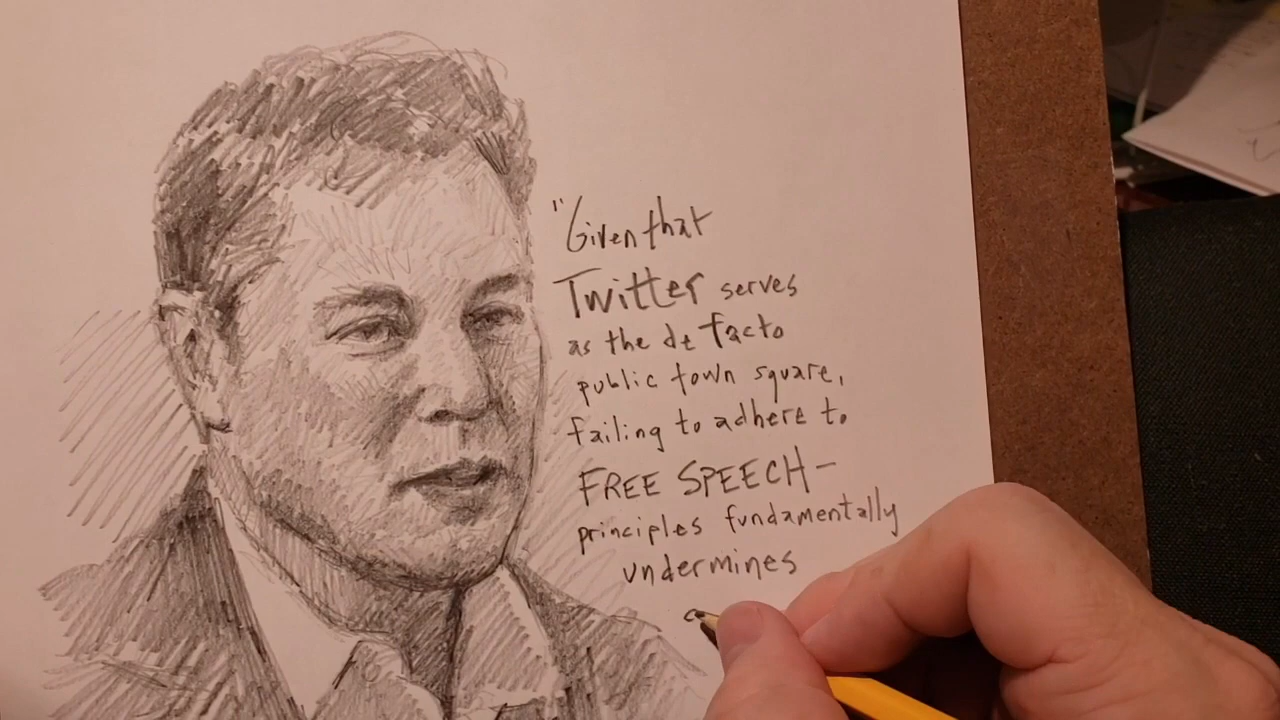 "Given that
Twitter serves
as the de facto
public town square,
failing to adhere to
FREE SPEECH-
principles fundamentally
undermines